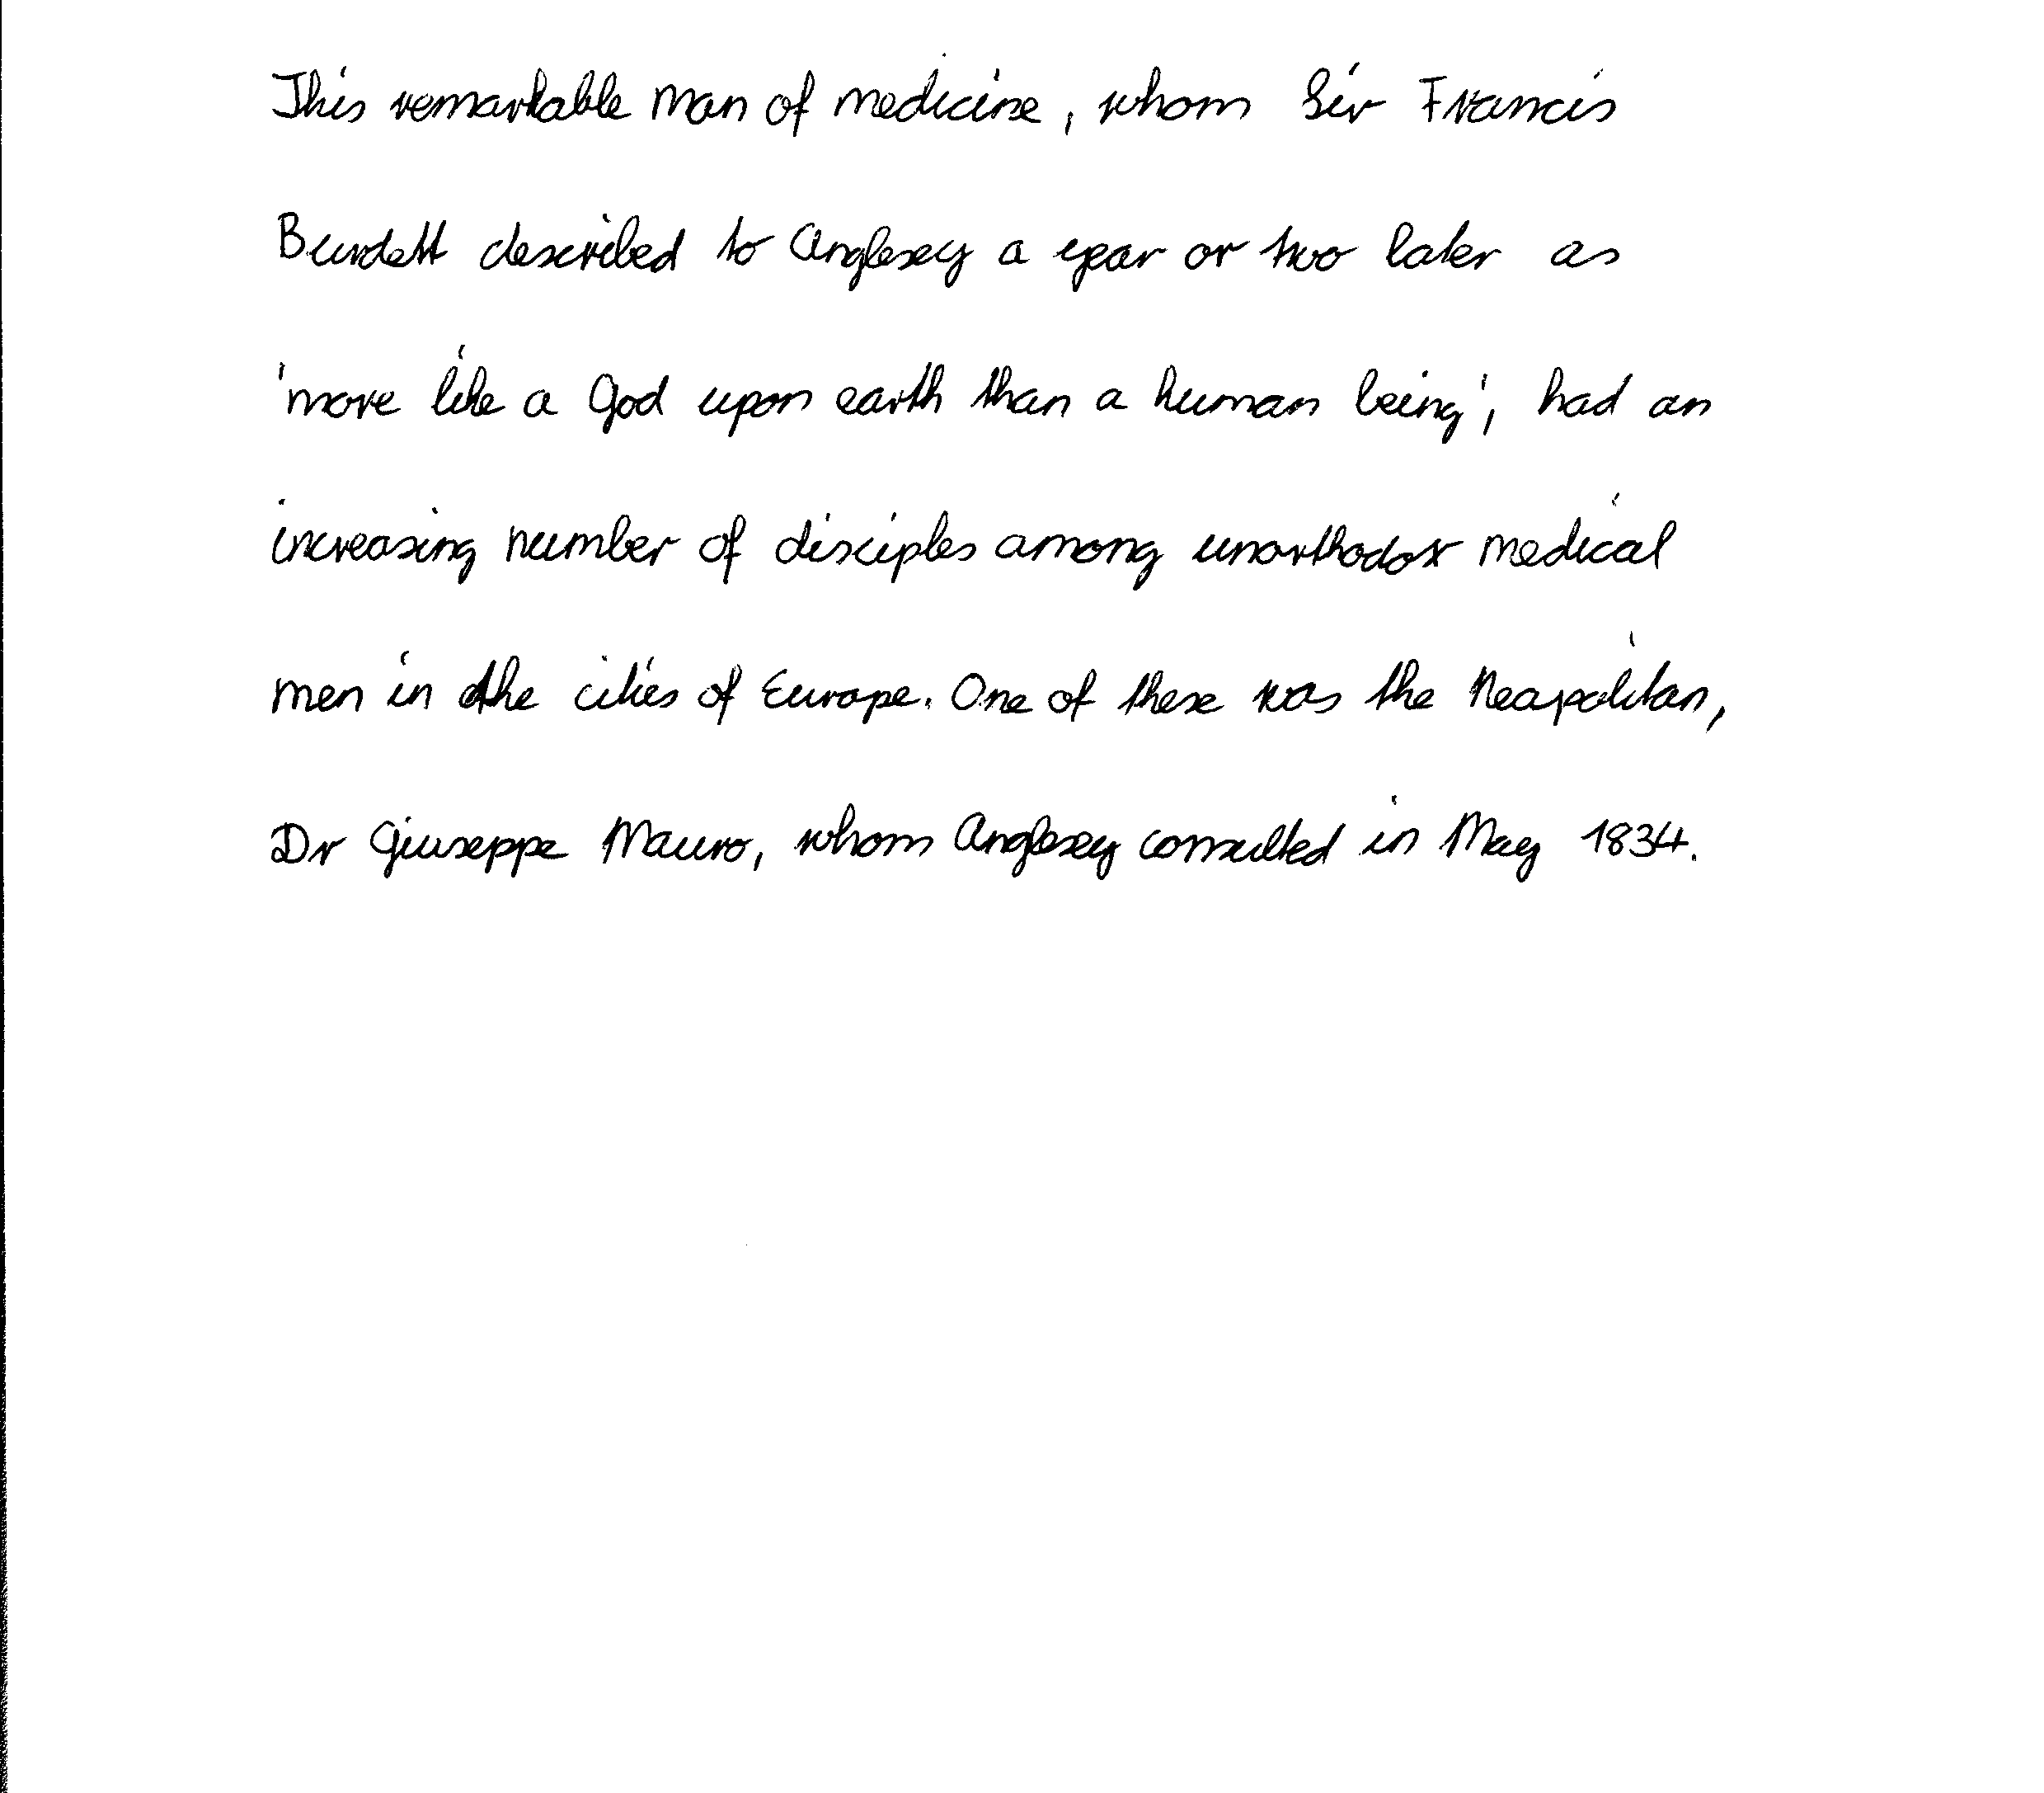 This remarkable man of medicine, whom Sir Francis
Burdett described to Anglesey a year or two later as
'more like a God upon earth than a human being', had an
increasing number of disciples among unorthodox medical
men in the cities of Europe. One of these was the Neapolitan,
Dr Giuseppe Mauro, whom Anglesey consulted in May 1834.